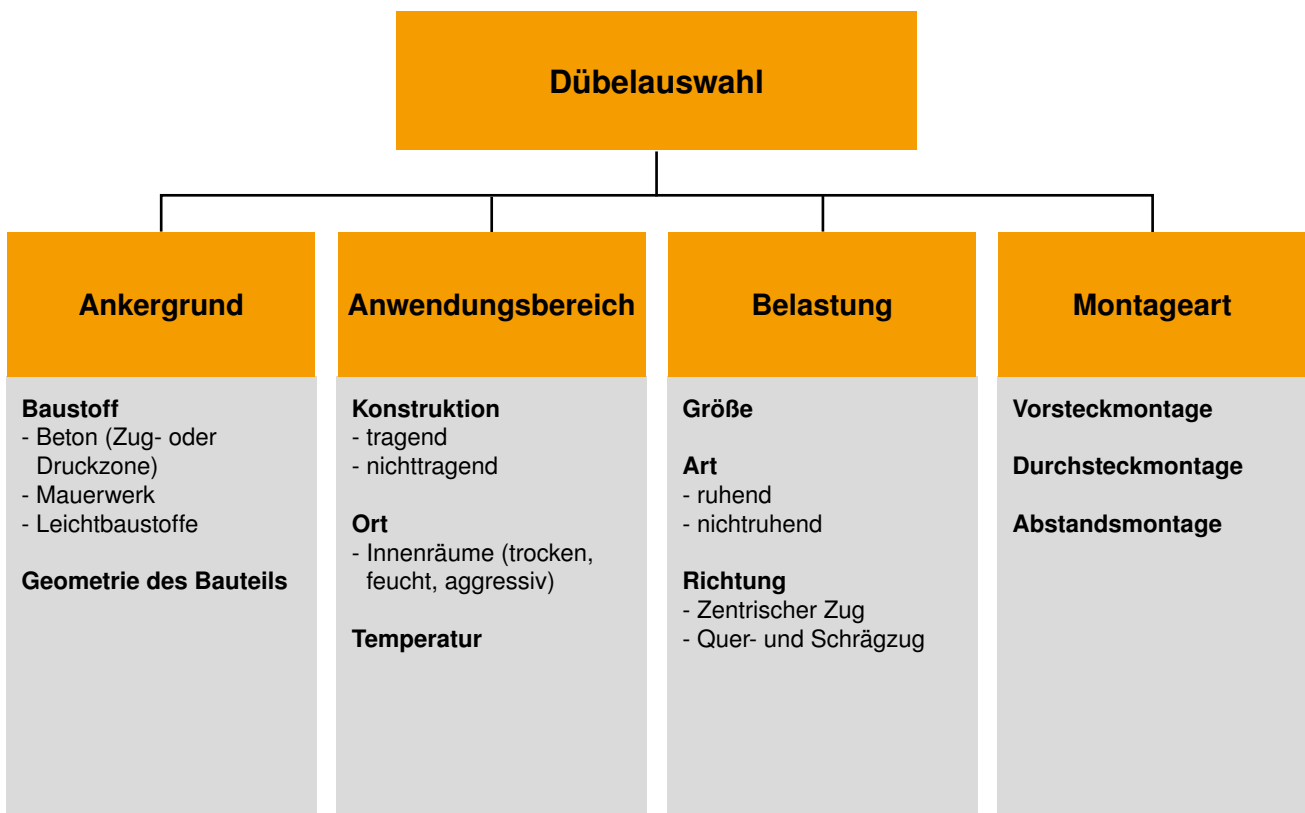 Dübelauswahl
Ankergrund
Baustoff
- Beton (Zug- oder
Druckzone)
- Mauerwerk
- Leichtbaustoffe
Geometrie des Bauteils
Anwendungsbereich
Konstruktion
- tragend
- nichttragend
Ort
- Innenräume (trocken,
feucht, aggressiv)
Temperatur
Belastung
Größe
Art
- ruhend
- nichtruhend
Richtung
- Zentrischer Zug
- Quer- und Schrägzug
Montageart
Vorsteckmontage
Durchsteckmontage
Abstandsmontage